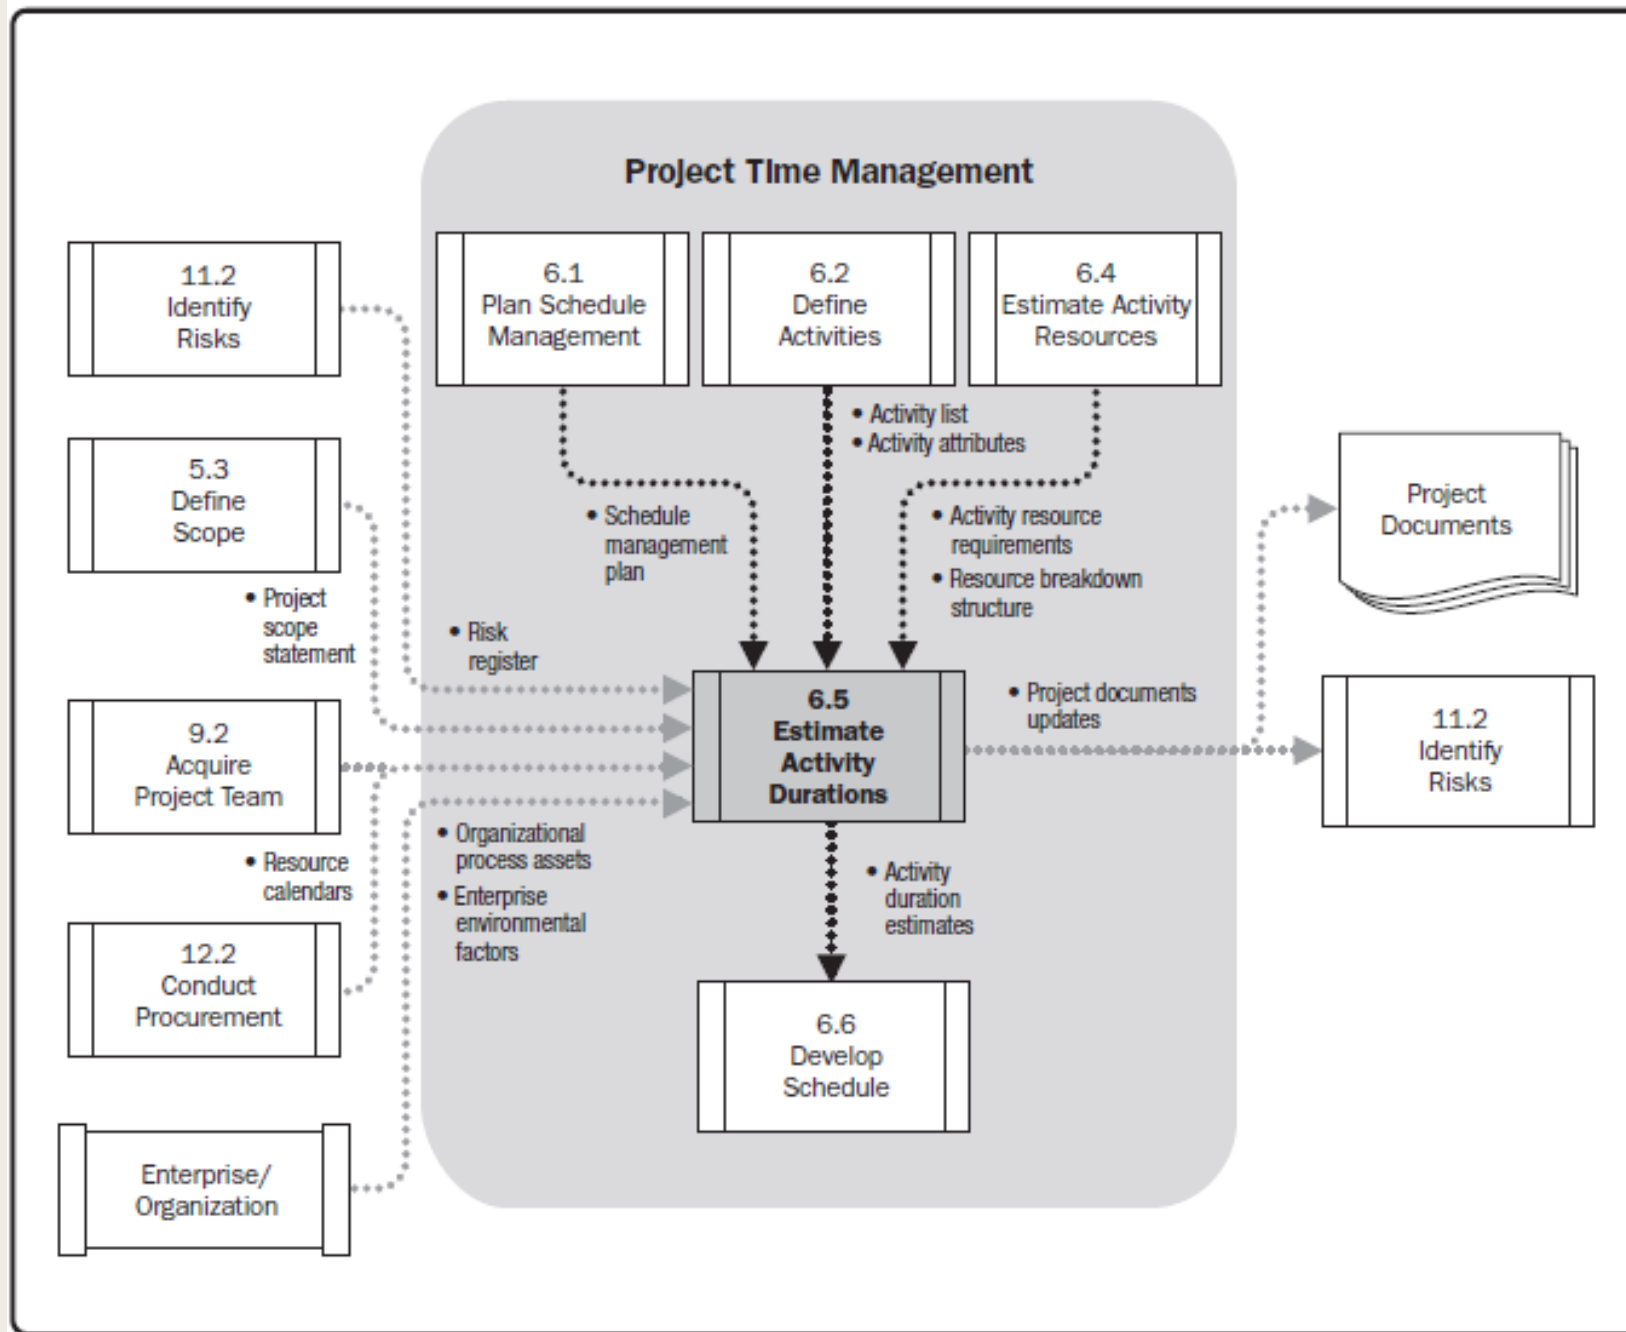 Project Time Management
11.2
Identify
Risks
6.1
Plan Schedule
Management
6.2
Define
Activities
6.4
Estimate Activity
Resources
• Activity list
• Activity attributes
5.3
Define
Scope
• Schedule
management
plan
• Activity resource
requirements
• Resource breakdown
structure
Project
Documents
• Project
scope
statement
• Risk
register
9.2
Acquire
Project Team
6.5
Estimate
Activity
Durations
• Project documents
updates
11.2
Identify
Risks
• Resource
calendars
• Organizational
process assets
• Enterprise
environmental
factors
• Activity
duration
estimates
12.2
Conduct
Procurement
6.6
Develop
Schedule
Enterprise/
Organization